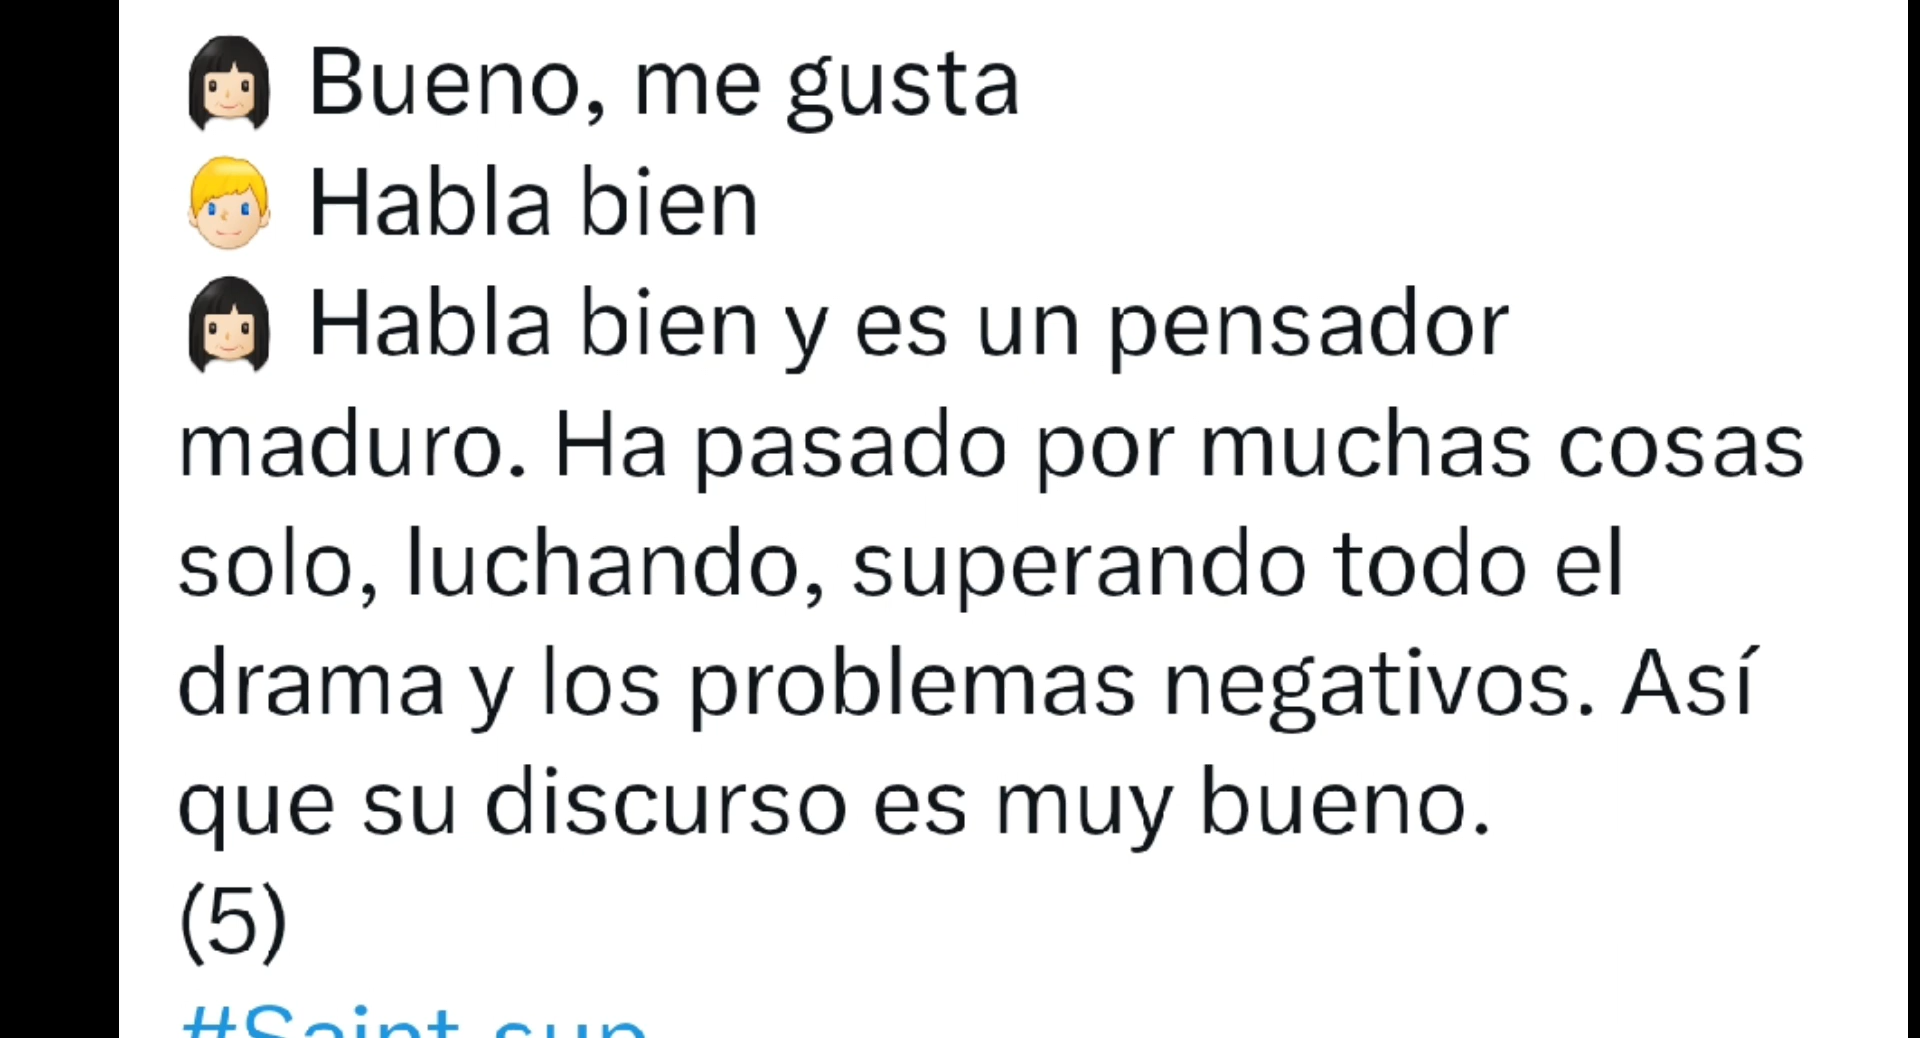 👩🏻 Bueno, me gusta
👱🏻 Habla bien
👩🏻 Habla bien y es un pensador
maduro. Ha pasado por muchas cosas
solo, luchando, superando todo el
drama y los problemas negativos. Así
que su discurso es muy bueno.
(5)
#Saint_sup